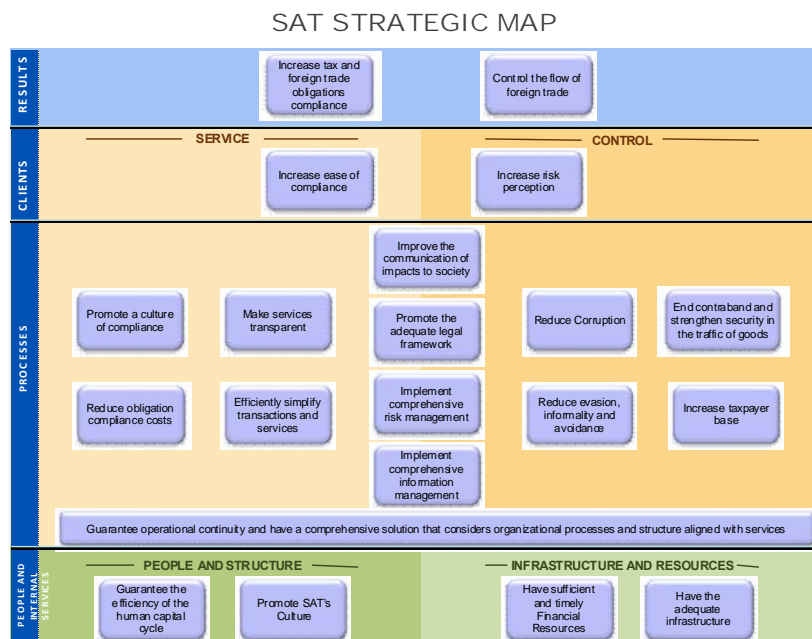 SAT STRATEGIC MAP
RESULTS
Increase tax and
foreign trade
obligations
compliance
Control the flow of
foreign trade
CLIENTS
SERVICE
CONTROL
Increase ease of
compliance
Increase risk
perception
PROCESSES
Improve the
communication of
impacts to society
Promote a culture
of compliance
Make services
transparent
Promote the
adequate legal
framework
Reduce Corruption
End contraband and
strengthen security in
the traffic of goods
Reduce obligation
compliance costs
Efficiently simplify
transactions and
services
Implement
comprehensive
risk management
Reduce evasion,
informality and
avoidance
Increase taxpayer
base
Implement
comprehensive
information
management
Guarantee operational continuity and have a comprehensive solution that considers organizational processes and structure aligned with services
PEOPLE AND
INTERNAL
SERVICES
PEOPLE AND STRUCTURE
INFRASTRUCTURE AND RESOURCES
Guarantee the
efficiency of the
human capital
cycle
Promote SAT's
Culture
Have sufficient
and timely
Financial
Resources
Have the
adequate
infrastructure